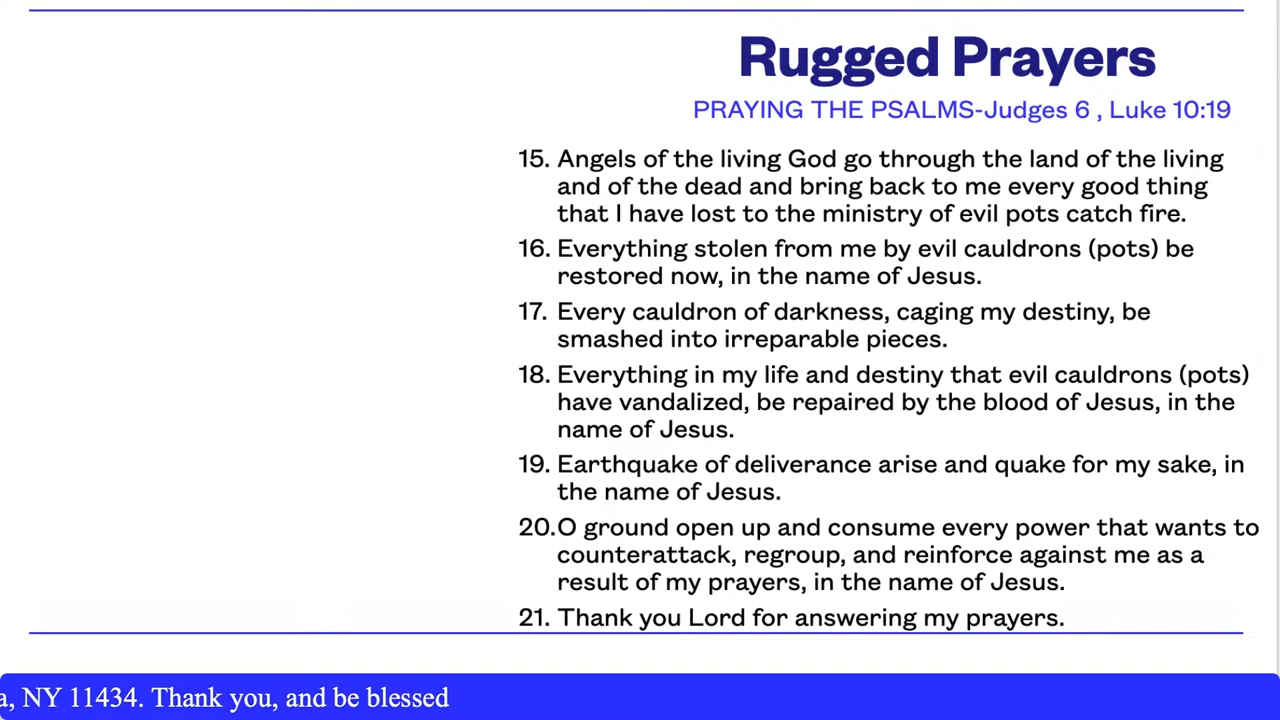 Rugged Prayers
PRAYING THE PSALMS-Judges 6 , Luke 10:19
15. Angels of the living God go through the land of the living
and of the dead and bring back to me every good thing
that I have lost to the ministry of evil pots catch fire.
16. Everything stolen from me by evil cauldrons (pots) be
restored now, in the name of Jesus.
17. Every cauldron of darkness, caging my destiny, be
smashed into irreparable pieces.
18. Everything in my life and destiny that evil cauldrons (pots)
have vandalized, be repaired by the blood of Jesus, in the
name of Jesus.
19. Earthquake of deliverance arise and quake for my sake, in
the name of Jesus.
20.O ground open up and consume every power that wants to
counterattack, regroup, and reinforce against me as a
result of my prayers, in the name of Jesus.
21. Thank you Lord for answering my prayers.
a, NY 11434. Thank you, and be blessed